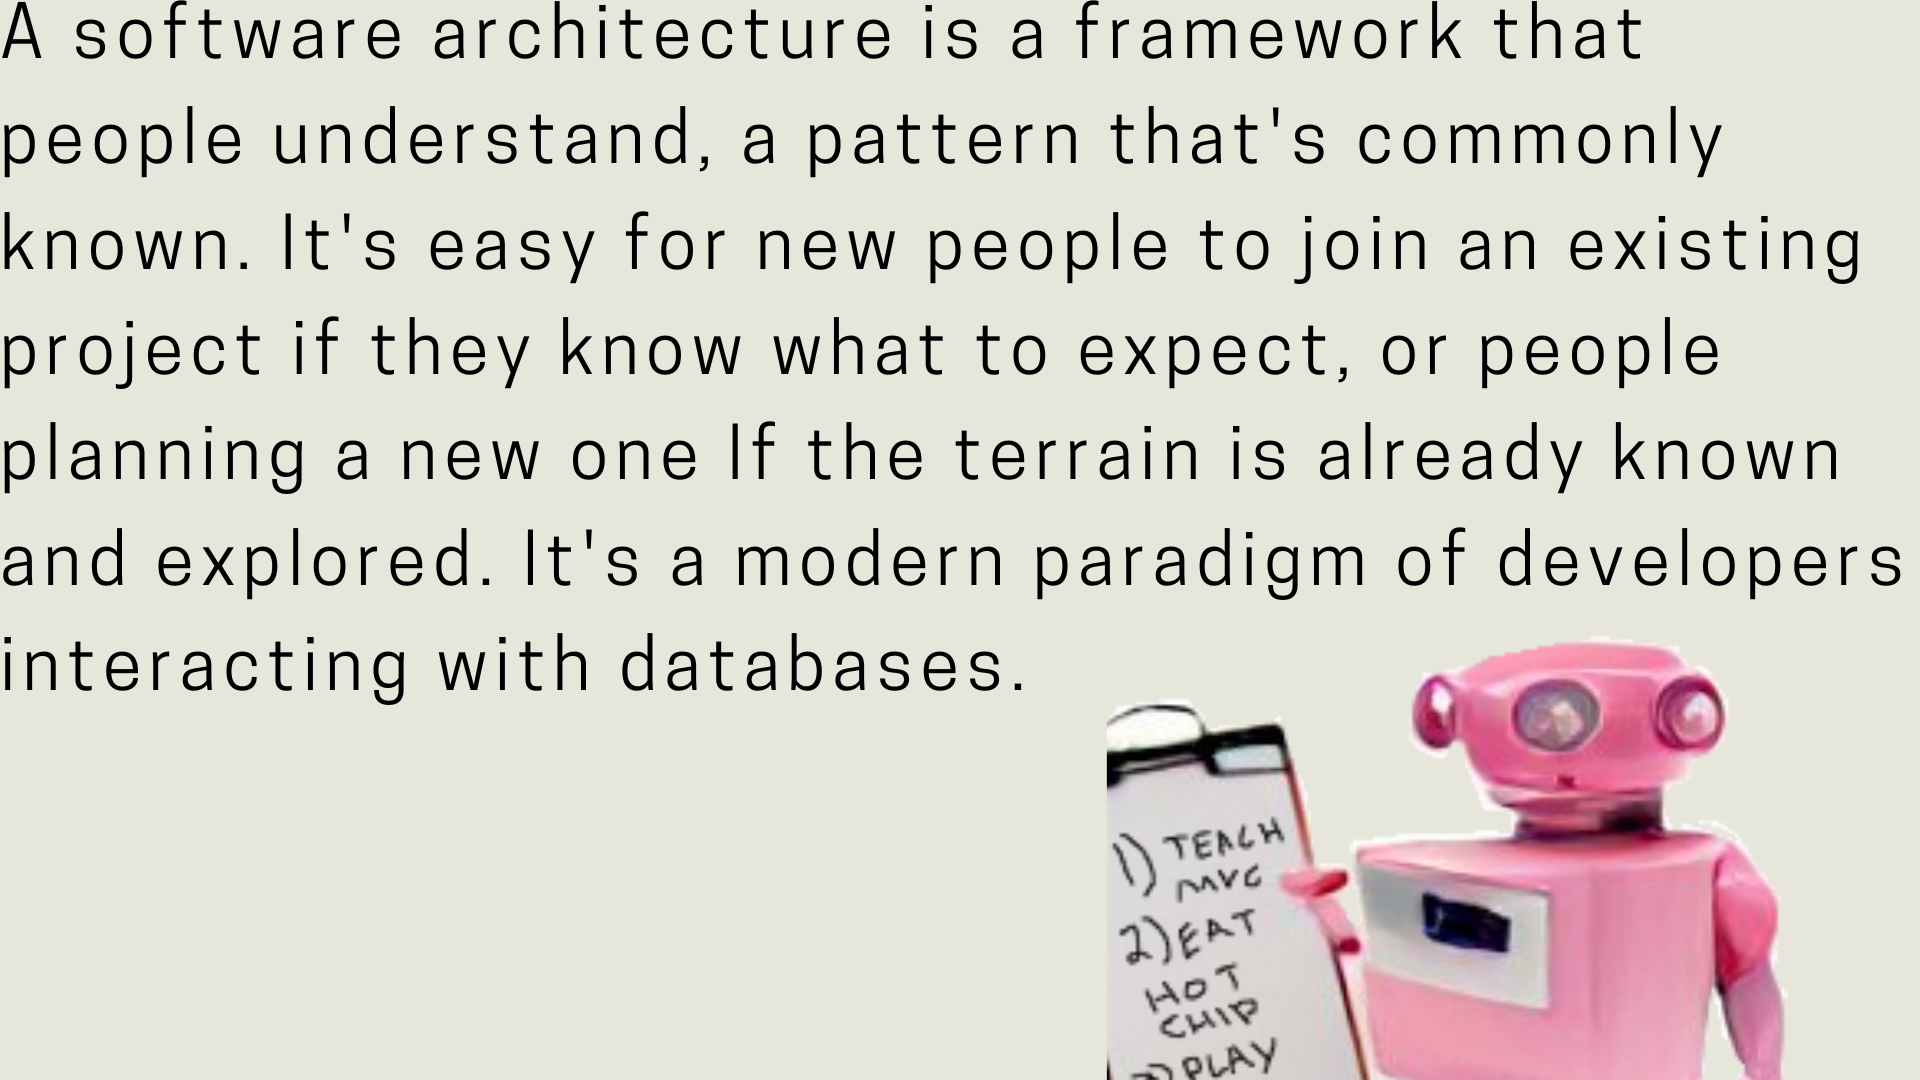 A software architecture is a framework that
people understand, a pattern that's commonly
known. It's easy for new people to join an existing
project if they know what to expect, or people
planning a new one If the terrain is already known
and explored. It's a modern paradigm of developers
interacting with databases.
1) TEACH
MVC
2) EAT
HOT
CHIP
PLAY